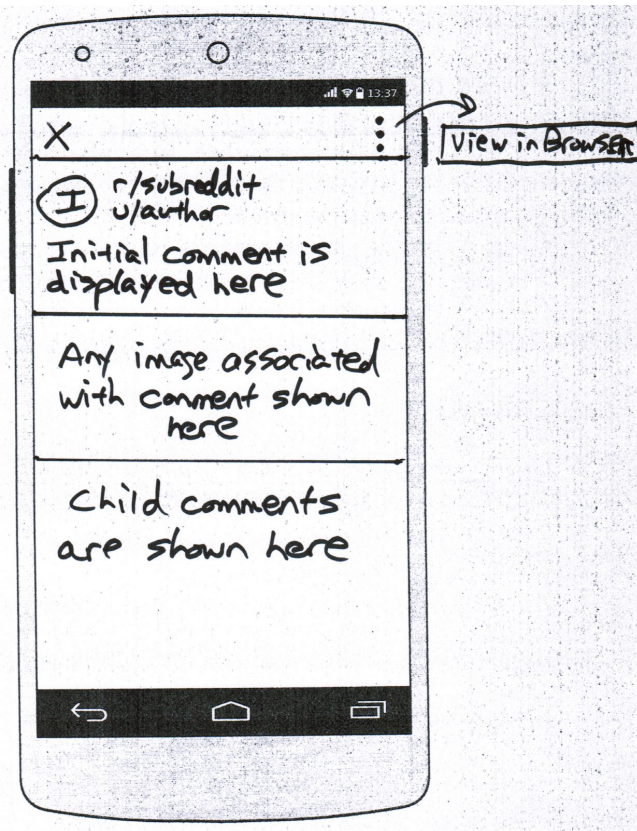 13:37
X
View in Browser
I
r/subreddit
u/author
Initial comment is
displayed here
Any image associated
with comment shown
here
Child comments
are shown here